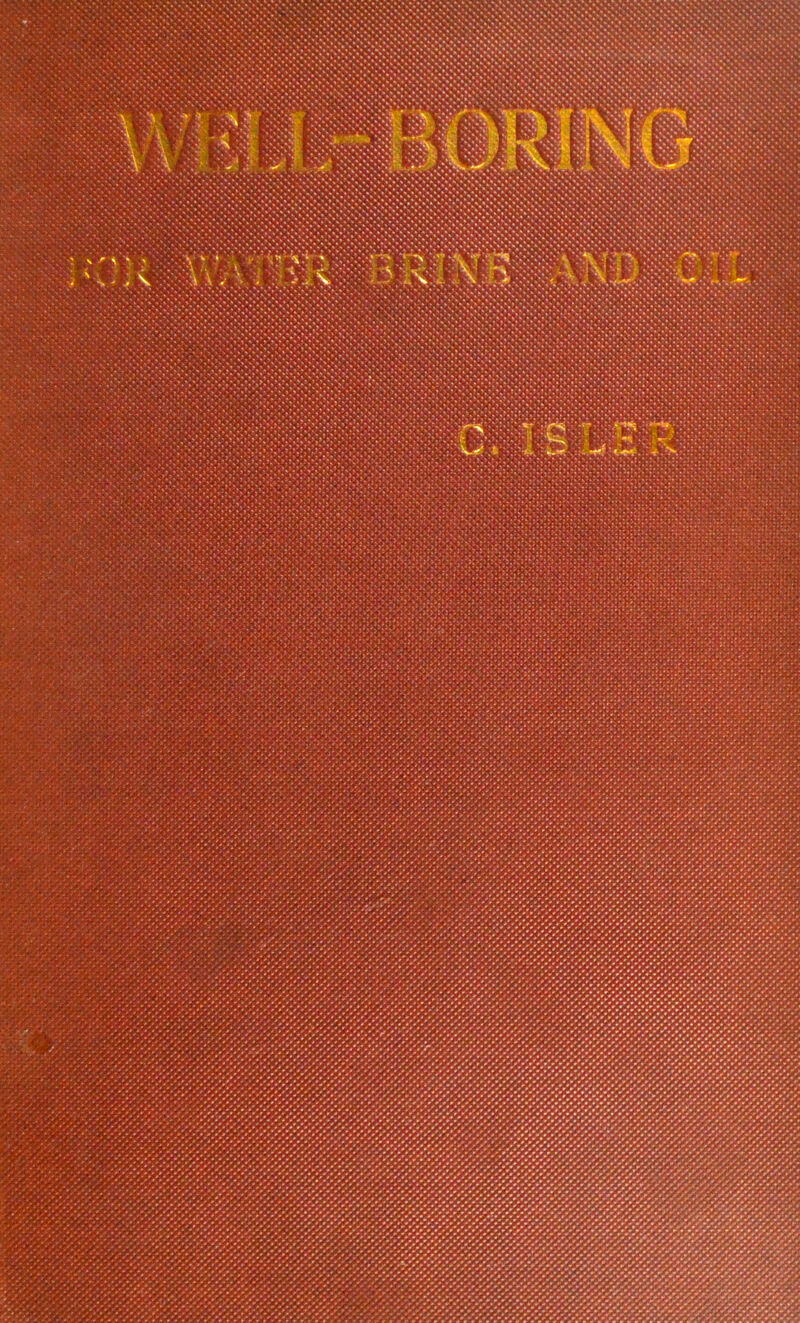 WELL-BORING
FOR WATER BRINE AND OIL
C. ISLER